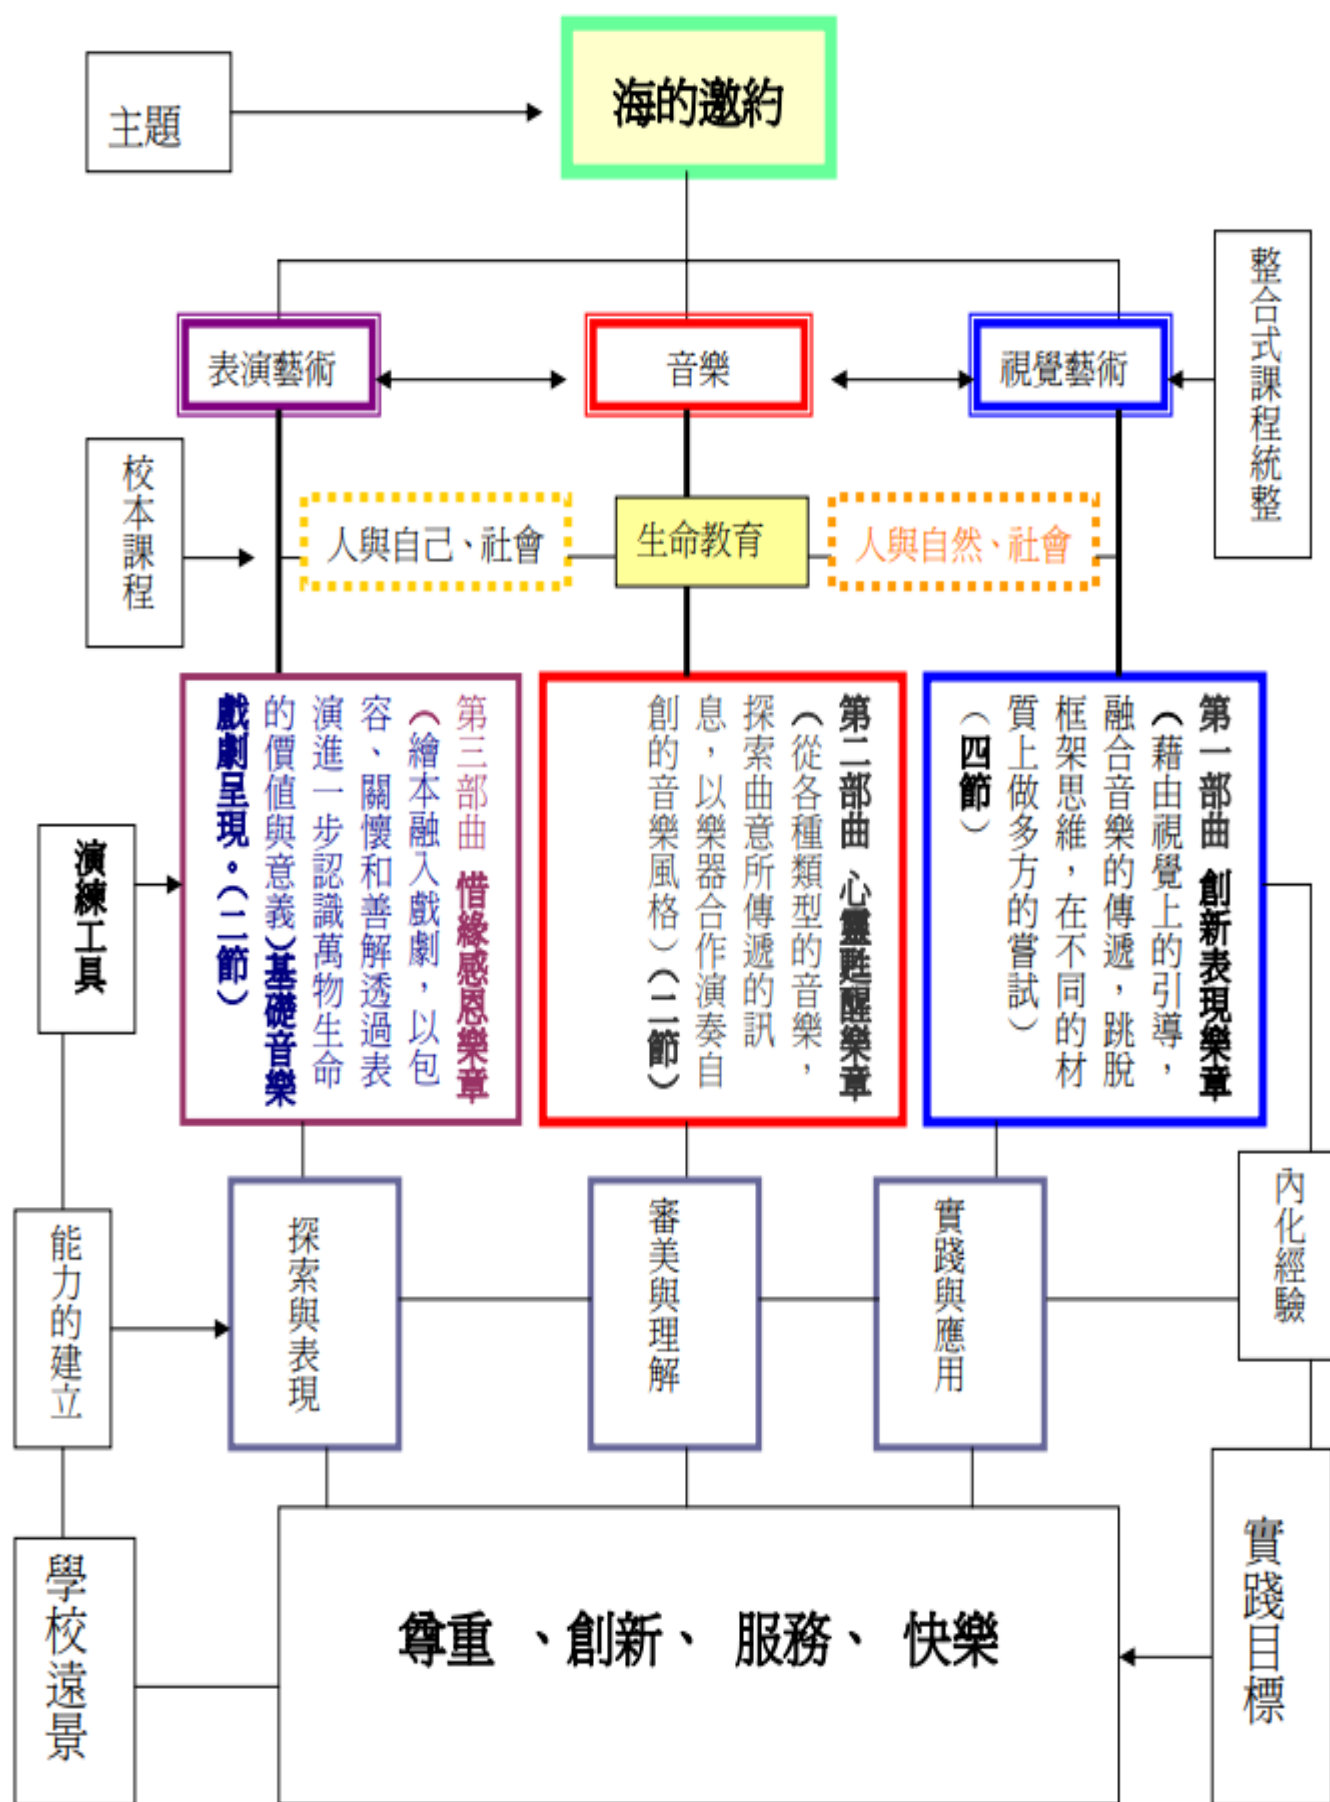 主題
海的邀約
整合式課程統整
表演藝術
音樂
視覺藝術
校本課程
人與自己、社會
生命教育
人與自然、社會
第一部曲 創新表現樂章
（藉由視覺上的引導，
融合音樂的傳遞，跳脫
框架思維，在不同的材
質上做多方的嘗試）
（四節）
第二部曲 心靈甦醒樂章
（從各種類型的音樂，
探索曲意所傳遞的訊
息，以樂器合作演奏自
創的音樂風格）（二節）
第三部曲 惜緣感恩樂章
（繪本融入戲劇，以包
容、關懷和善解透過表
演進一步認識萬物生命
的價值與意義）基礎音樂
戲劇呈現。（二節）
演練工具
內化經驗
能力的建立
探索與表現
審美與理解
實踐與應用
學校遠景
尊重 、創新、 服務、 快樂
實踐目標